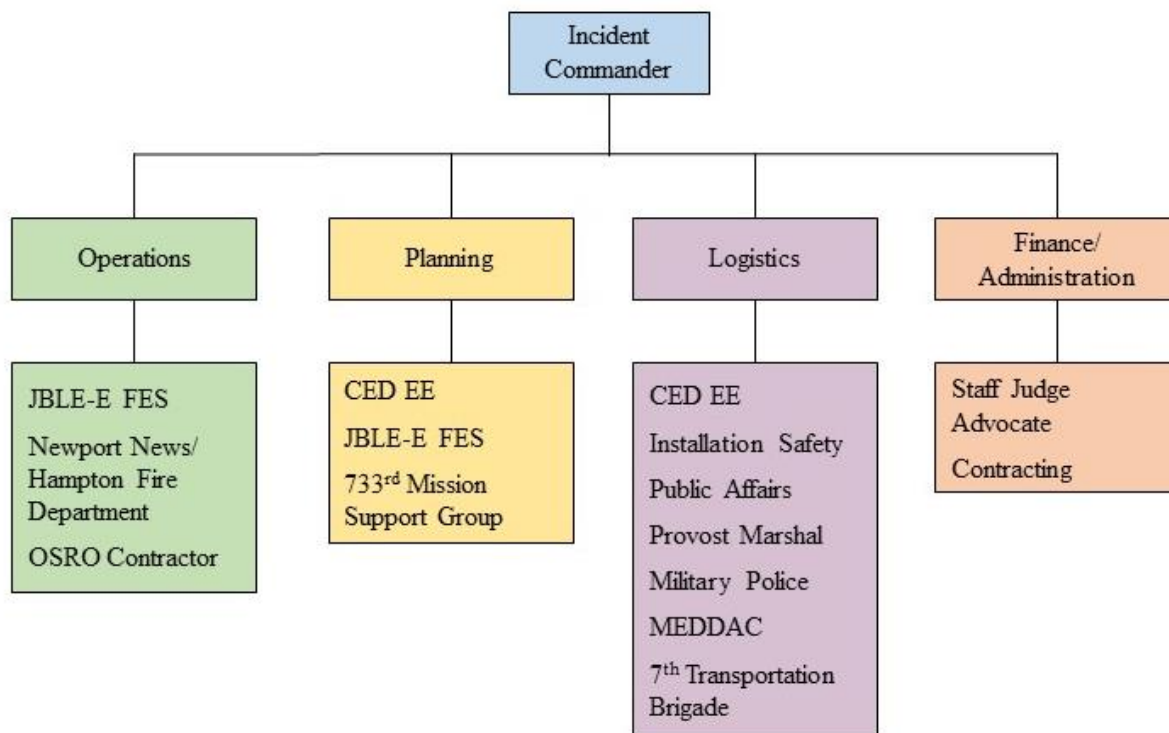 Incident
Commander
Operations
Planning
Logistics
Finance/
Administration
JBLE-E FES
Newport News/
Hampton Fire
Department
OSRO Contractor
CED EE
JBLE-E FES
733rd Mission
Support Group
CED EE
Installation Safety
Public Affairs
Provost Marshal
Military Police
MEDDAC
7th Transportation
Brigade
Staff Judge
Advocate
Contracting